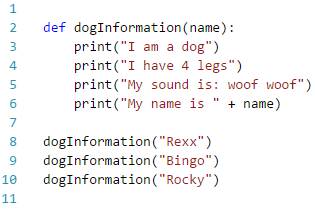 1
2 def dogInformation(name):
3     print("I am a dog")
4     print("I have 4 legs")
5     print("My sound is: woof woof")
6     print("My name is " + name)
7
8 dogInformation("Rexx")
9 dogInformation("Bingo")
10 dogInformation("Rocky")
11